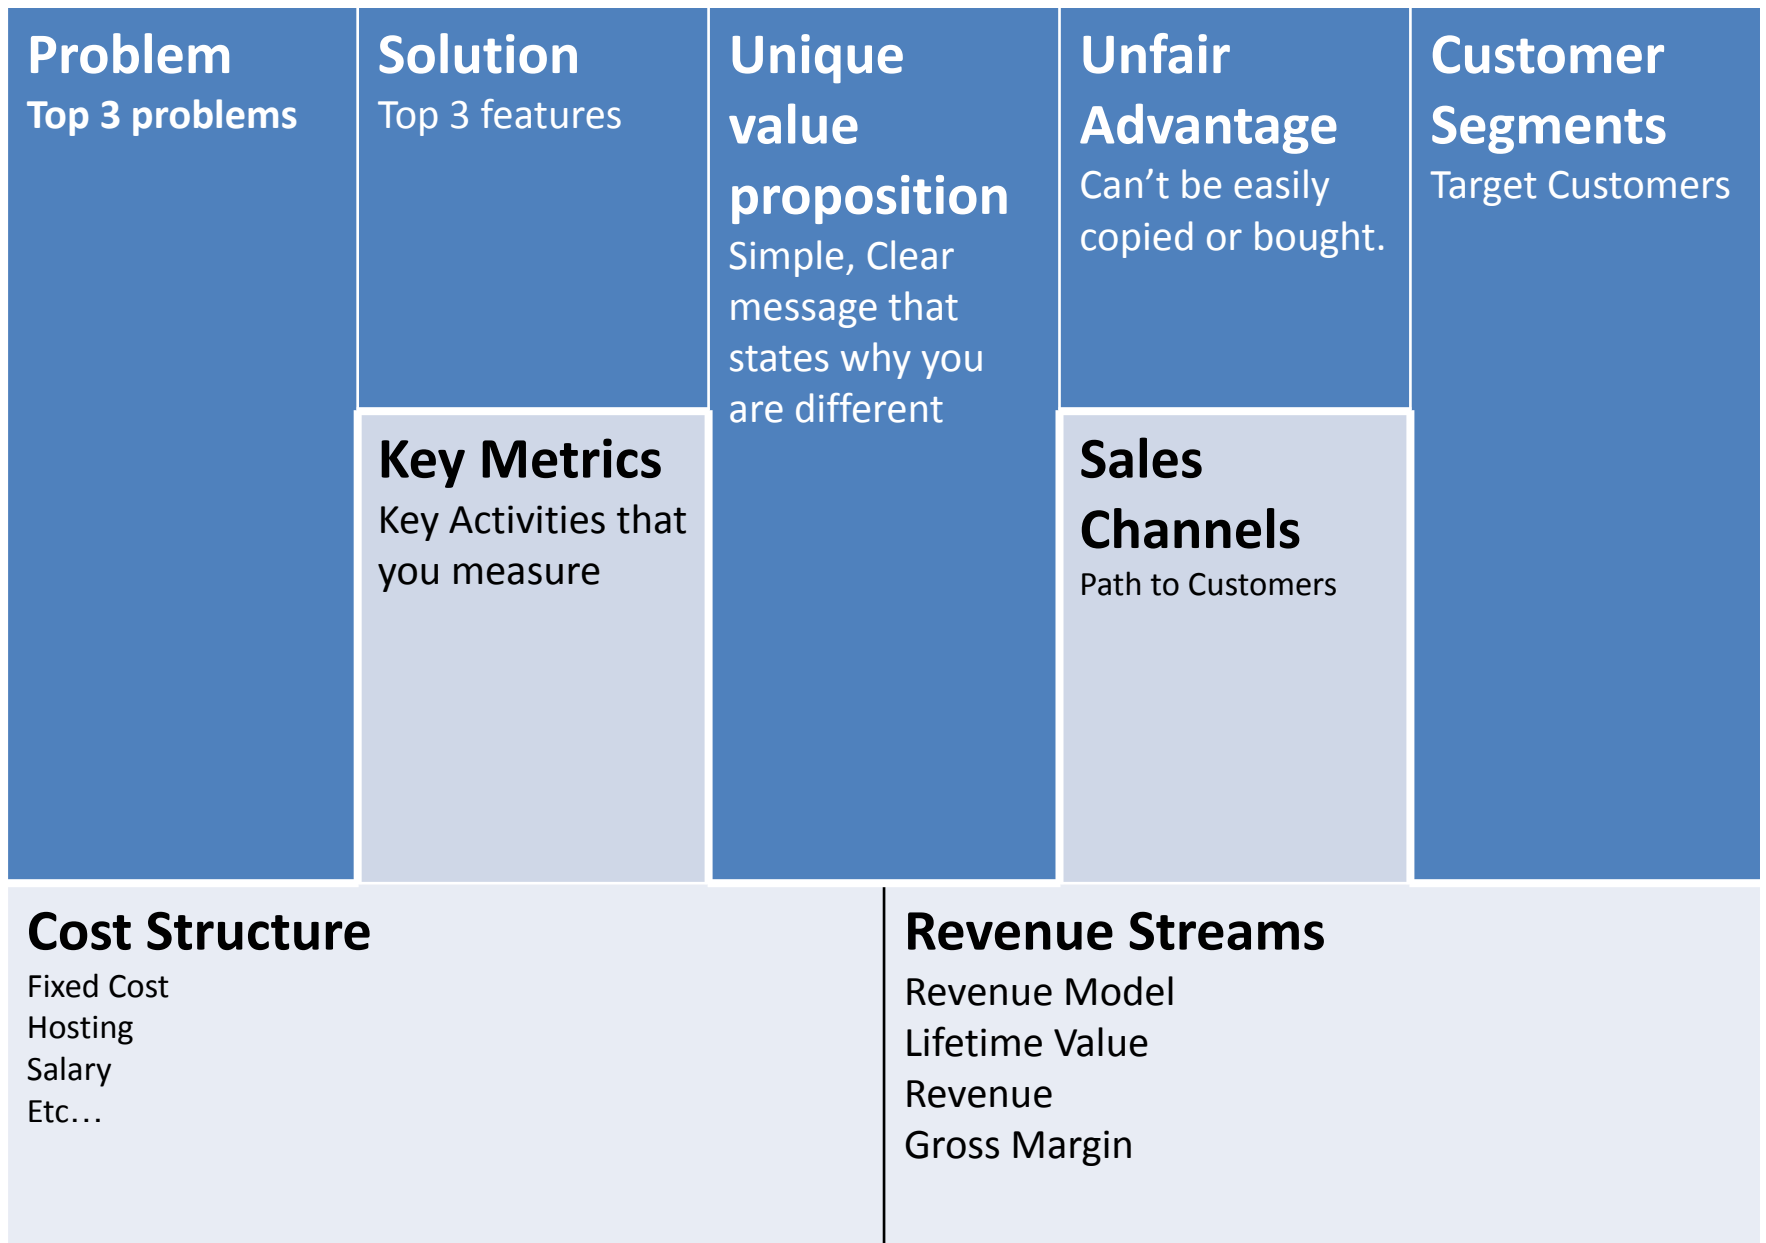 Problem
Top 3 problems
Solution
Top 3 features
Unique
value
proposition
Simple, Clear
message that
states why you
are different
Unfair
Advantage
Can’t be easily
copied or bought.
Customer
Segments
Target Customers
Key Metrics
Key Activities that
you measure
Sales
Channels
Path to Customers
Cost Structure
Fixed Cost
Hosting
Salary
Etc…
Revenue Streams
Revenue Model
Lifetime Value
Revenue
Gross Margin